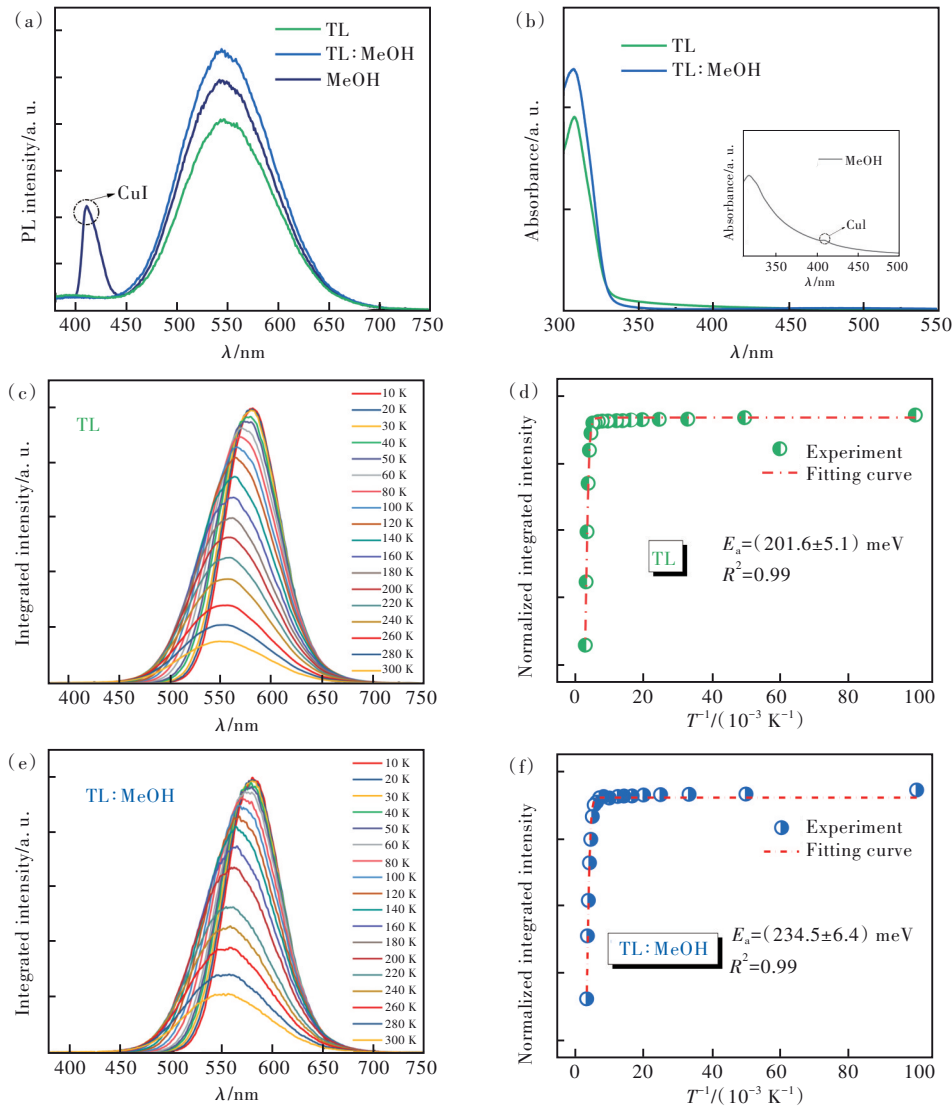 (a)
TL
TL:MeOH
MeOH
CuI
PL intensity/a. u.
400 450 500 550 600 650 700 750
λ/nm
(b)
TL
TL:MeOH
Absorbance/a. u.
MeOH
CuI
Absorbance/a. u.
350 400 450 500
λ/nm
300 350 400 450 500 550
λ/nm
(c)
TL
10 K
20 K
30 K
40 K
50 K
60 K
80 K
100 K
120 K
140 K
160 K
180 K
200 K
220 K
240 K
260 K
280 K
300 K
Integrated intensity/a. u.
400 450 500 550 600 650 700 750
λ/nm
(d)
Experiment
Fitting curve
TL
Eₐ=(201.6±5.1) meV
R²=0.99
Normalized integrated intensity
0 20 40 60 80 100
T⁻¹/(10⁻³ K⁻¹)
(e)
TL:MeOH
10 K
20 K
30 K
40 K
50 K
60 K
80 K
100 K
120 K
140 K
160 K
180 K
200 K
220 K
240 K
260 K
280 K
300 K
Integrated intensity/a. u.
400 450 500 550 600 650 700 750
λ/nm
(f)
Experiment
Fitting curve
TL:MeOH
Eₐ=(234.5±6.4) meV
R²=0.99
Normalized integrated intensity
0 20 40 60 80 100
T⁻¹/(10⁻³ K⁻¹)